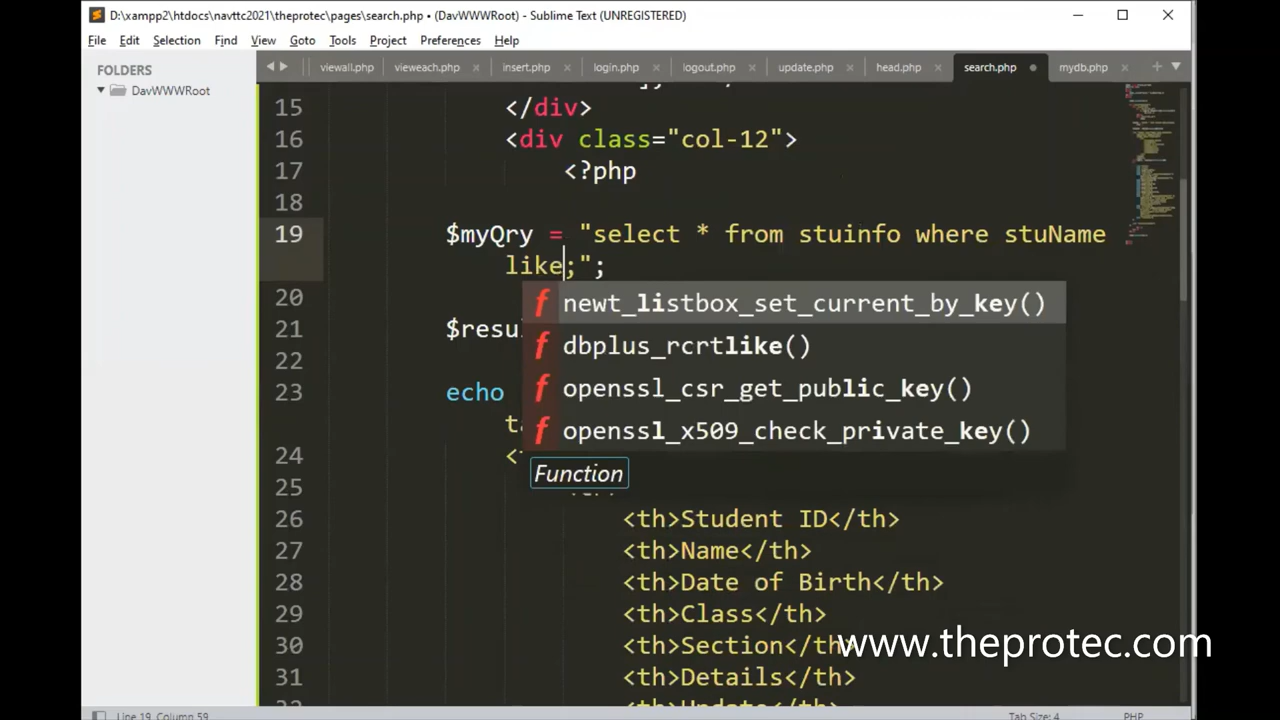 D:\xampp2\htdocs\navttc2021\theprotec\pages\search.php • (DavWWWRoot) - Sublime Text (UNREGISTERED)
File Edit Selection Find View Goto Tools Project Preferences Help
FOLDERS
DavWWWRoot
viewall.php vieweach.php insert.php login.php logout.php update.php head.php search.php mydb.php
15 </div>
16 <div class="col-12">
17 <?php
18
19 $myQry = "select * from stuinfo where stuName
like;";
newt_listbox_set_current_by_key()
20
21 $resu
dbplus_rcrtlike()
22
openssl_csr_get_public_key()
23 echo
openssl_x509_check_private_key()
24
Function
25
26 <th>Student ID</th>
27 <th>Name</th>
28 <th>Date of Birth</th>
29 <th>Class</th>
30 <th>Section</th>
www.theprotec.com
31 <th>Details</th>
<th>Update</th>
Line 19, Column 59 Tab Size: 4 PHP